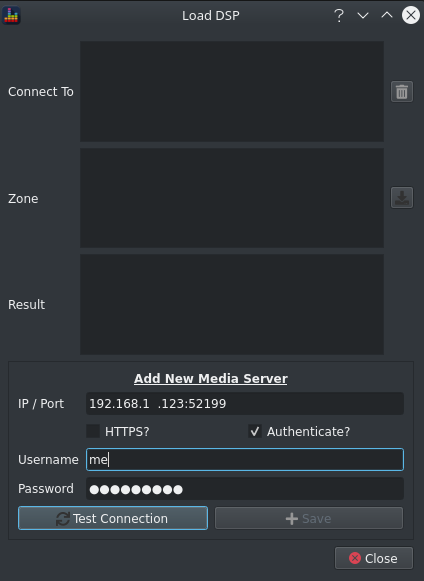 Load DSP
Connect To
Zone
Result
Add New Media Server
IP / Port 192.168.1  .123:52199
HTTPS? Authenticate?
Username me
Password ●●●●●●●●●
Test Connection Save
Close